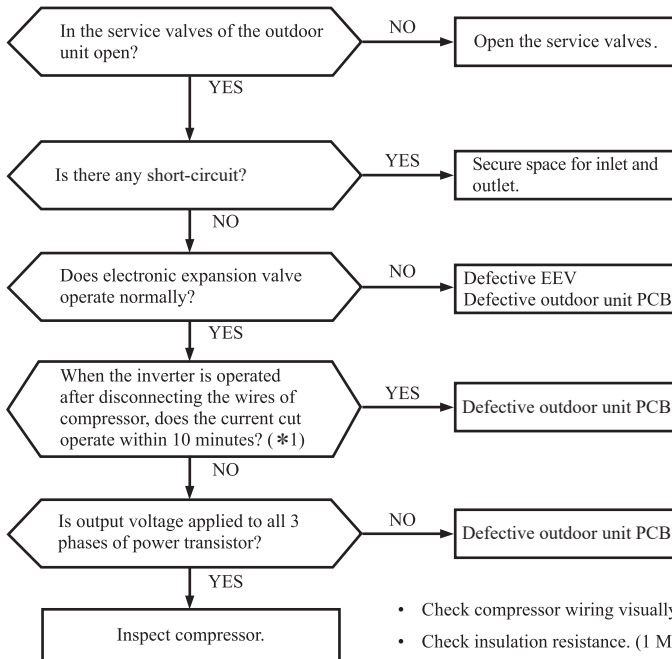 In the service valves of the outdoor
unit open?
NO
Open the service valves.
YES
Is there any short-circuit?
YES
Secure space for inlet and
outlet.
NO
Does electronic expansion valve
operate normally?
NO
Defective EEV
Defective outdoor unit PCB
YES
When the inverter is operated
after disconnecting the wires of
compressor, does the current cut
operate within 10 minutes? (*1)
YES
Defective outdoor unit PCB
NO
Is output voltage applied to all 3
phases of power transistor?
NO
Defective outdoor unit PCB
YES
Inspect compressor.
• Check compressor wiring visually
• Check insulation resistance. (1 M